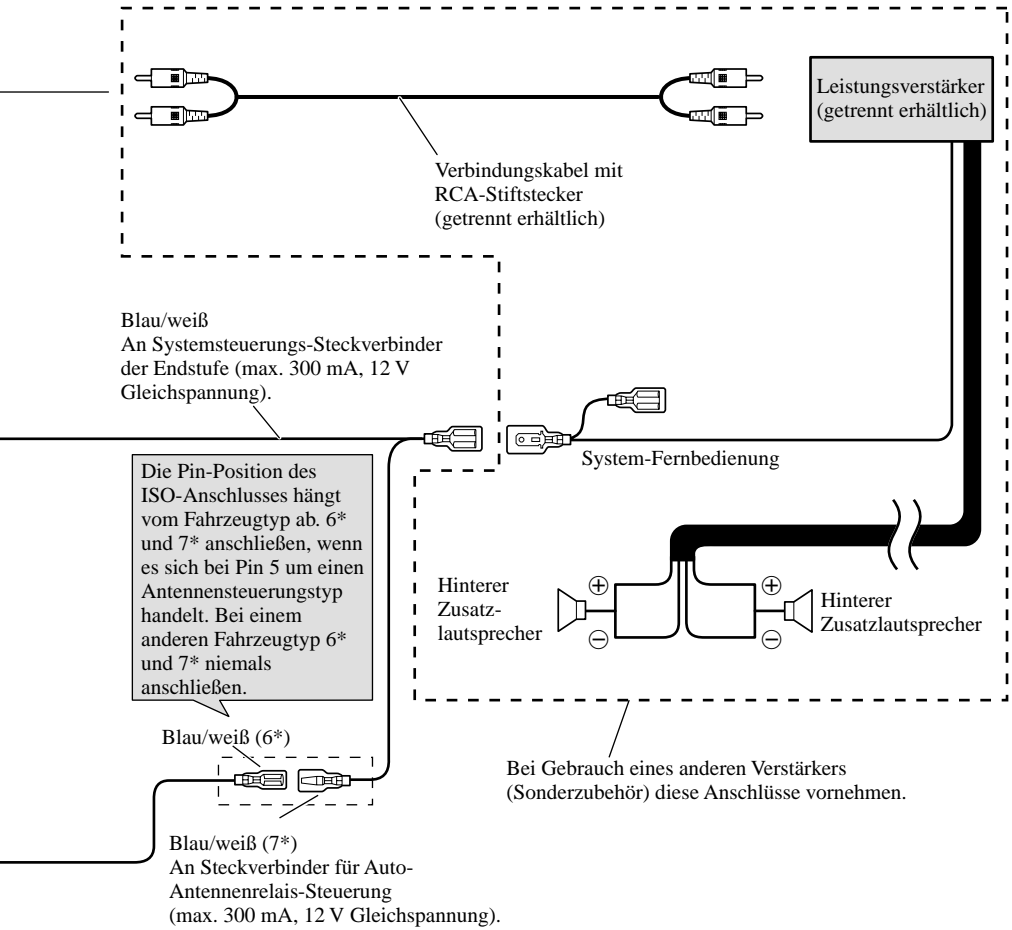 Leistungsverstärker
(getrennt erhältlich)
Verbindungskabel mit
RCA-Stiftstecker
(getrennt erhältlich)
Blau/weiß
An Systemsteuerungs-Steckverbinder
der Endstufe (max. 300 mA, 12 V
Gleichspannung).
System-Fernbedienung
Die Pin-Position des
ISO-Anschlusses hängt
vom Fahrzeugtyp ab. 6*
und 7* anschließen, wenn
es sich bei Pin 5 um einen
Antennensteuerungstyp
handelt. Bei einem
anderen Fahrzeugtyp 6*
und 7* niemals
anschließen.
Hinterer
Zusatz-
lautsprecher
+
−
+
−
Hinterer
Zusatzlautsprecher
Blau/weiß (6*)
Bei Gebrauch eines anderen Verstärkers
(Sonderzubehör) diese Anschlüsse vornehmen.
Blau/weiß (7*)
An Steckverbinder für Auto-
Antennenrelais-Steuerung
(max. 300 mA, 12 V Gleichspannung).